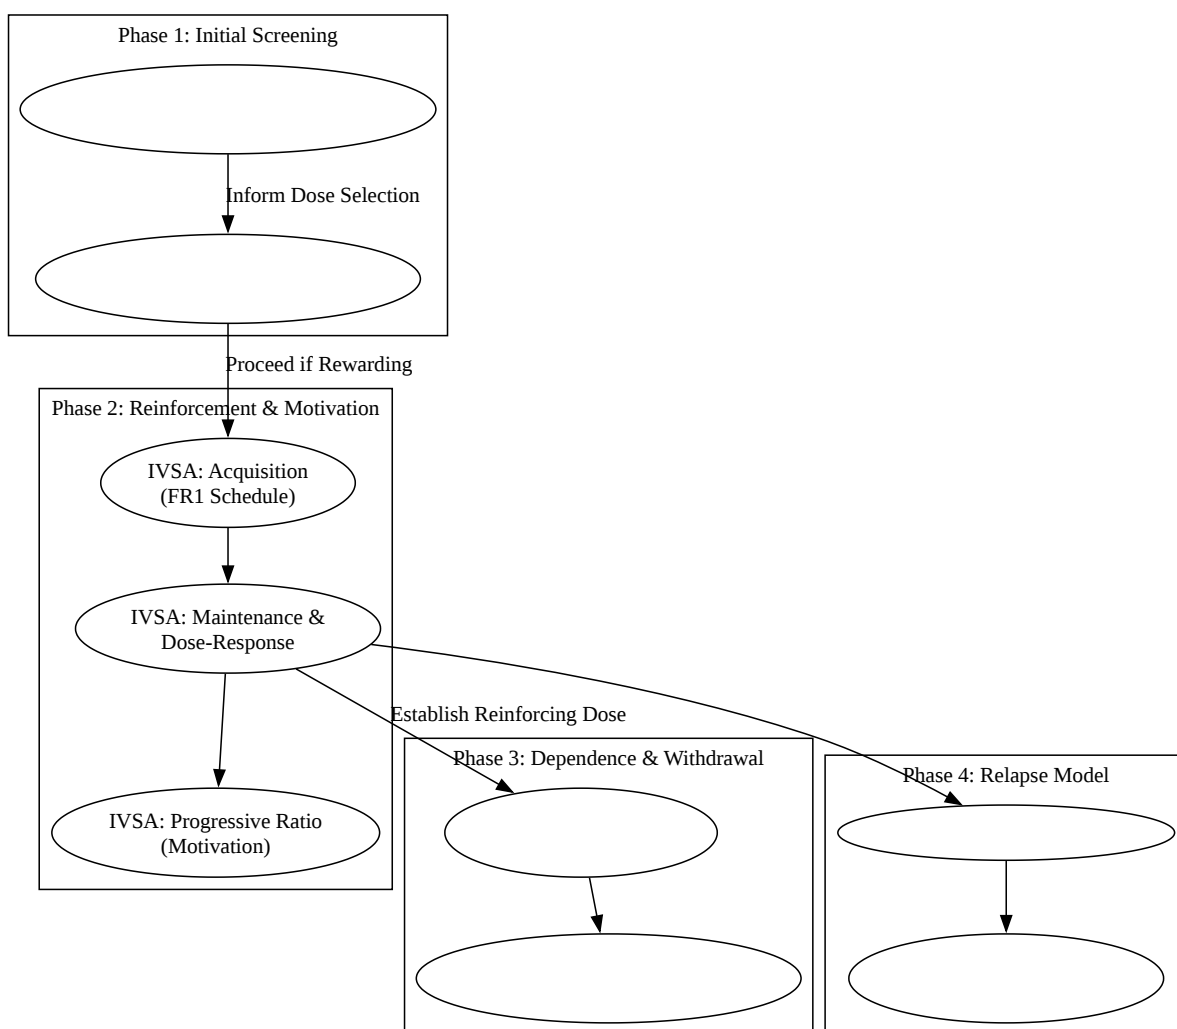 Phase 1: Initial Screening
Inform Dose Selection
Proceed if Rewarding
Phase 2: Reinforcement & Motivation
IVSA: Acquisition
(FR1 Schedule)
IVSA: Maintenance &
Dose-Response
Establish Reinforcing Dose
Phase 3: Dependence & Withdrawal
Phase 4: Relapse Model
IVSA: Progressive Ratio
(Motivation)